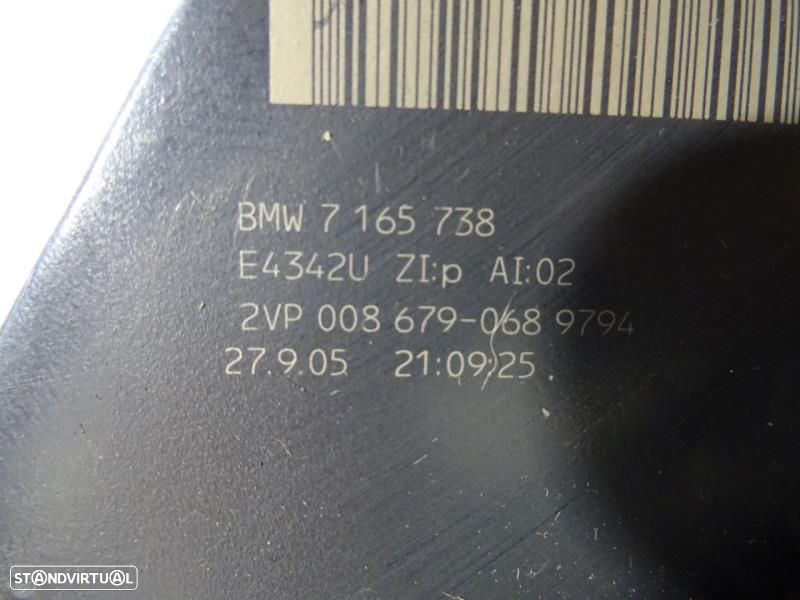 BMW 7 165 738
E4342U ZI:p AI:02
2VP 008 679-068 9794
27.9.05 21:09:25
STANDVIRTUAL